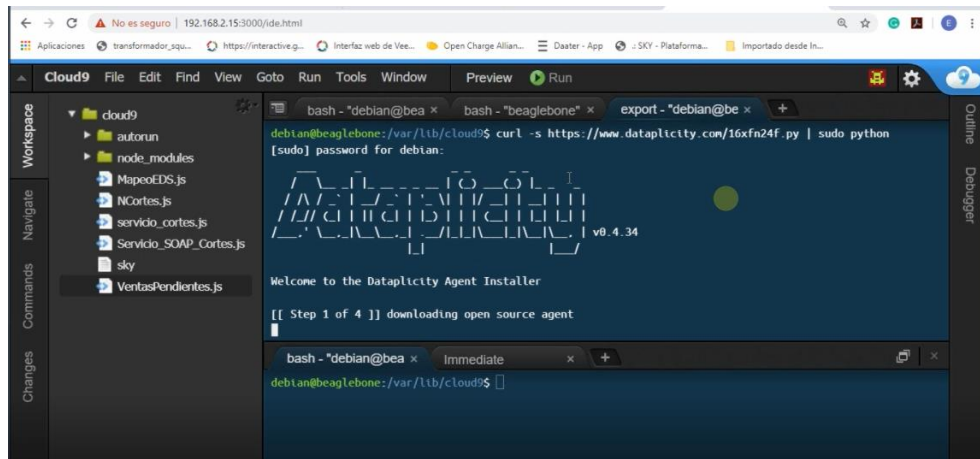 No es seguro | 192.168.2.15:3000/ide.html
Aplicaciones transformador_squ... https://interactive.g... Interfaz web de Vee... Open Charge Allian... Daater - App .: SKY - Plataforma... Importado desde In...
Cloud9 File Edit Find View Goto Run Tools Window Preview Run
Workspace
Navigate
Commands
Changes
cloud9
autorun
node_modules
MapeoEDS.js
NCortes.js
servicio_cortes.js
Servicio_SOAP_Cortes.js
sky
VentasPendientes.js
bash - "debian@bea × bash - "beaglebone" × export - "debian@be × +
debian@beaglebone:/var/lib/cloud9$ curl -s https://www.dataplicity.com/16xfn24f.py | sudo python
[sudo] password for debian:
v0.4.34
Welcome to the Dataplicity Agent Installer
[[ Step 1 of 4 ]] downloading open source agent
bash - "debian@bea × Immediate × +
debian@beaglebone:/var/lib/cloud9$
Outline
Debugger